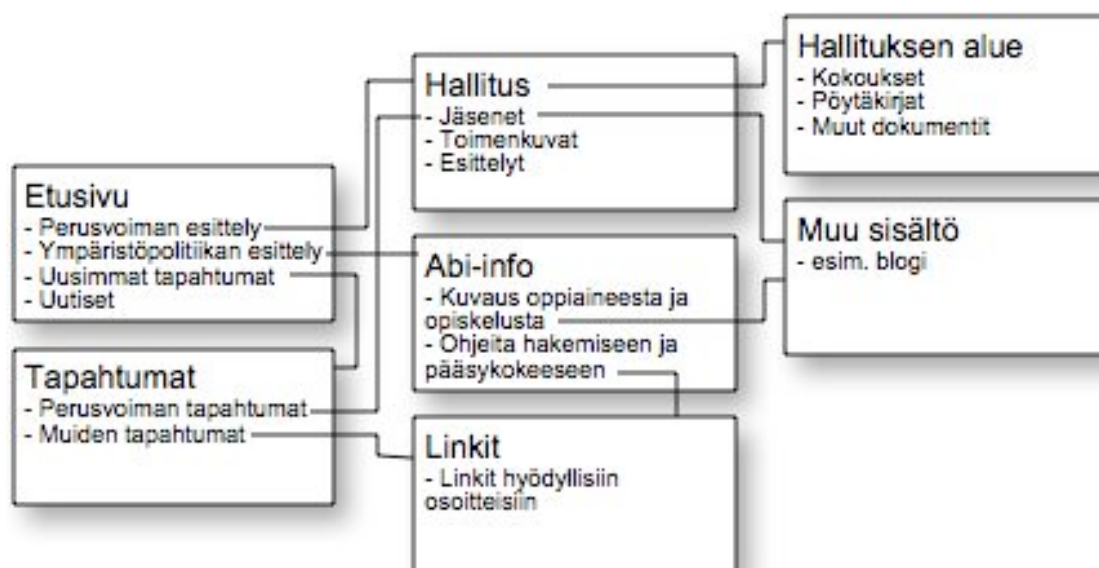 Etusivu
- Perusvoiman esittely
- Ympäristöpolitiikan esittely
- Uusimmat tapahtumat
- Uutiset
Tapahtumat
- Perusvoiman tapahtumat
- Muiden tapahtumat
Hallitus
- Jäsenet
- Toimenkuvat
- Esittelyt
Abi-info
- Kuvaus oppiaineesta ja
opiskelusta
- Ohjeita hakemiseen ja
pääsykokeeseen
Linkit
- Linkit hyödyllisiin
osoitteisiin
Hallituksen alue
- Kokoukset
- Pöytäkirjat
- Muut dokumentit
Muu sisältö
- esim. blogi